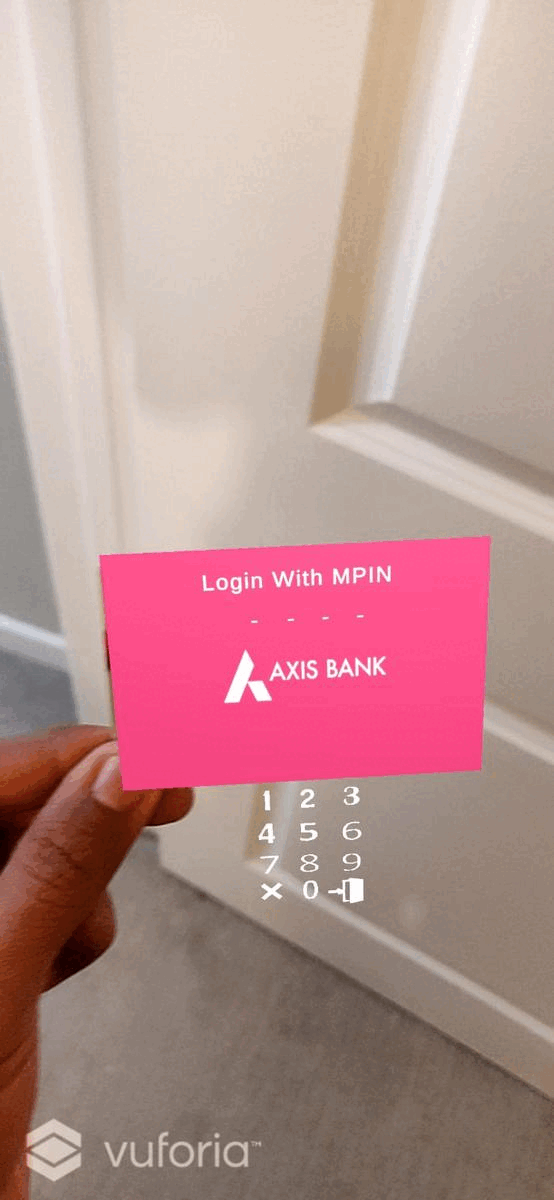 Login With MPIN
- - - -
AXIS BANK
1 2 3
4 5 6
7 8 9
× 0
vuforia™